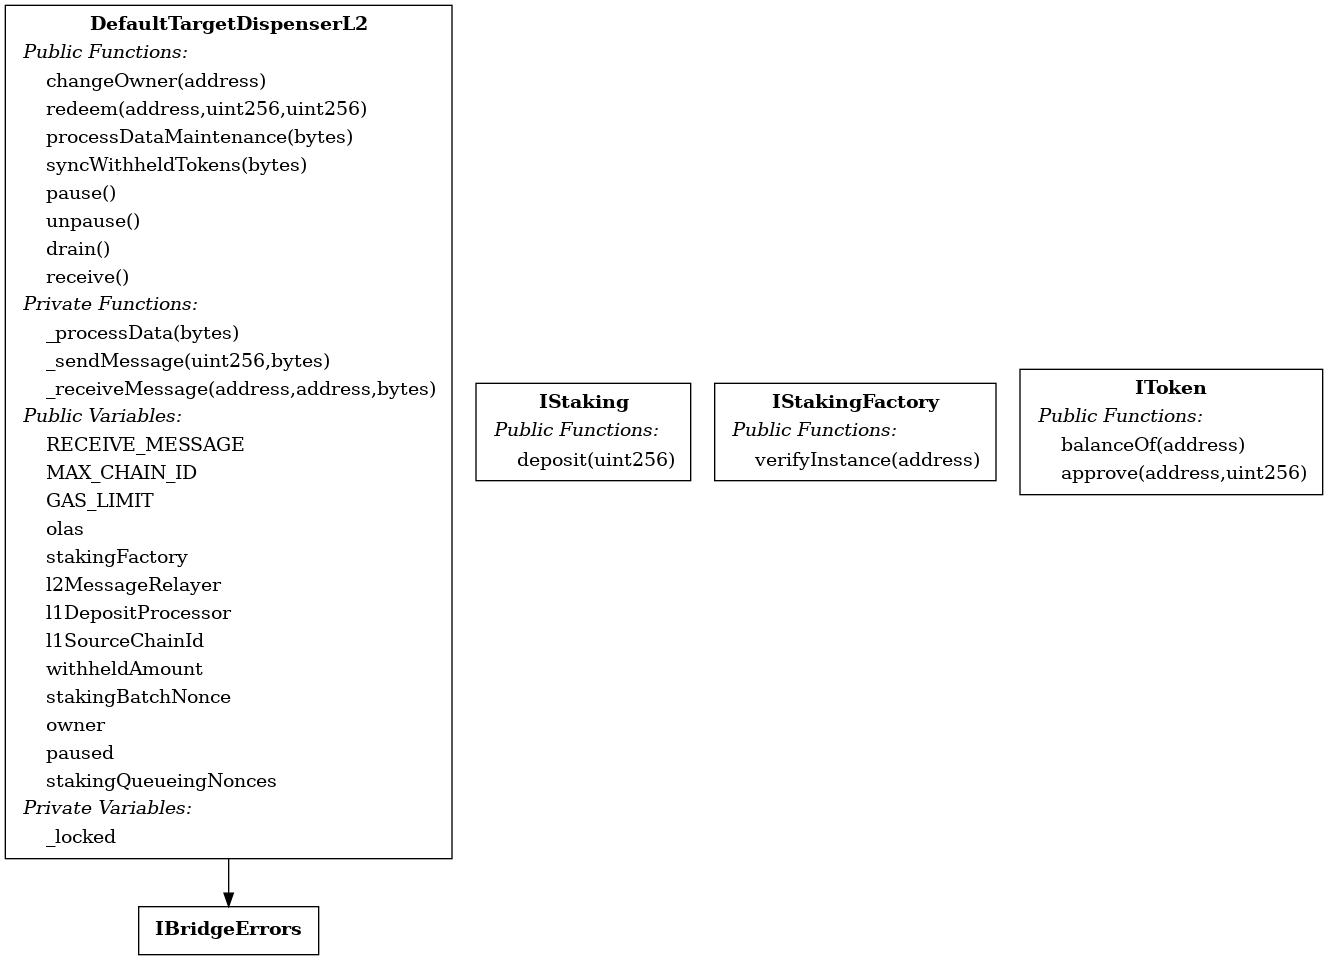 DefaultTargetDispenserL2
Public Functions:
changeOwner(address)
redeem(address,uint256,uint256)
processDataMaintenance(bytes)
syncWithheldTokens(bytes)
pause()
unpause()
drain()
receive()
Private Functions:
_processData(bytes)
_sendMessage(uint256,bytes)
_receiveMessage(address,address,bytes)
Public Variables:
RECEIVE_MESSAGE
MAX_CHAIN_ID
GAS_LIMIT
olas
stakingFactory
l2MessageRelayer
l1DepositProcessor
l1SourceChainId
withheldAmount
stakingBatchNonce
owner
paused
stakingQueueingNonces
Private Variables:
_locked
IBridgeErrors
IStaking
Public Functions:
deposit(uint256)
IStakingFactory
Public Functions:
verifyInstance(address)
IToken
Public Functions:
balanceOf(address)
approve(address,uint256)